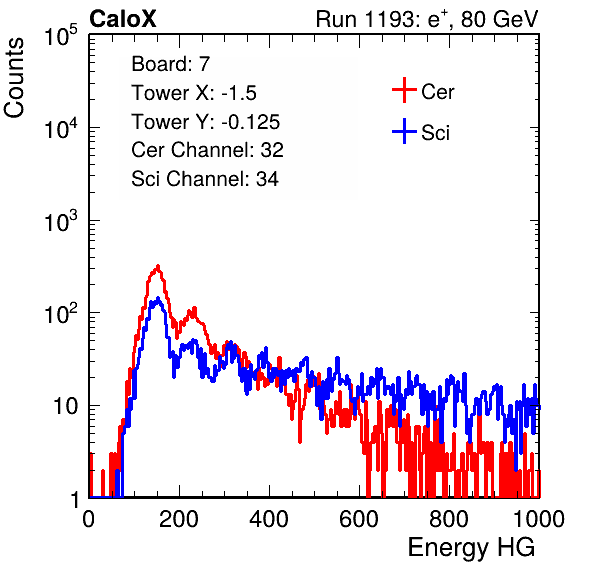 CaloX Run 1193: e⁺, 80 GeV
Counts
10⁵
10⁴
10³
10²
10
1
Board: 7
Tower X: -1.5
Tower Y: -0.125
Cer Channel: 32
Sci Channel: 34
Cer
Sci
0 200 400 600 800 1000
Energy HG